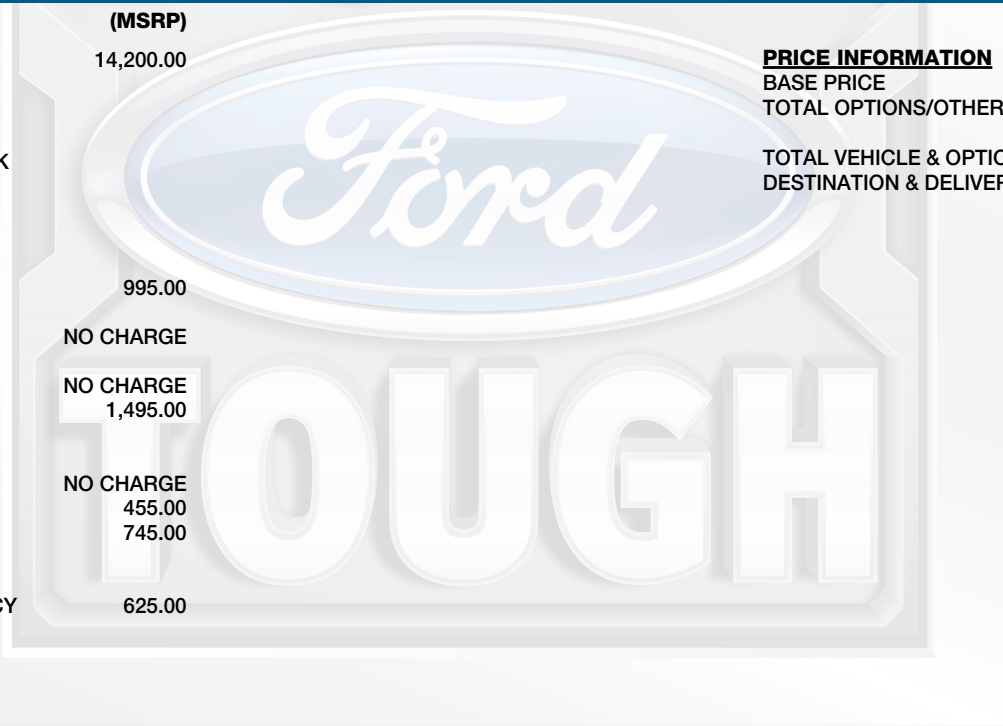 (MSRP)
14,200.00
K
995.00
NO CHARGE
NO CHARGE
1,495.00
NO CHARGE
455.00
745.00
CY 625.00
PRICE INFORMATION
BASE PRICE
TOTAL OPTIONS/OTHER
TOTAL VEHICLE & OPTIO
DESTINATION & DELIVER
Ford
TOUGH